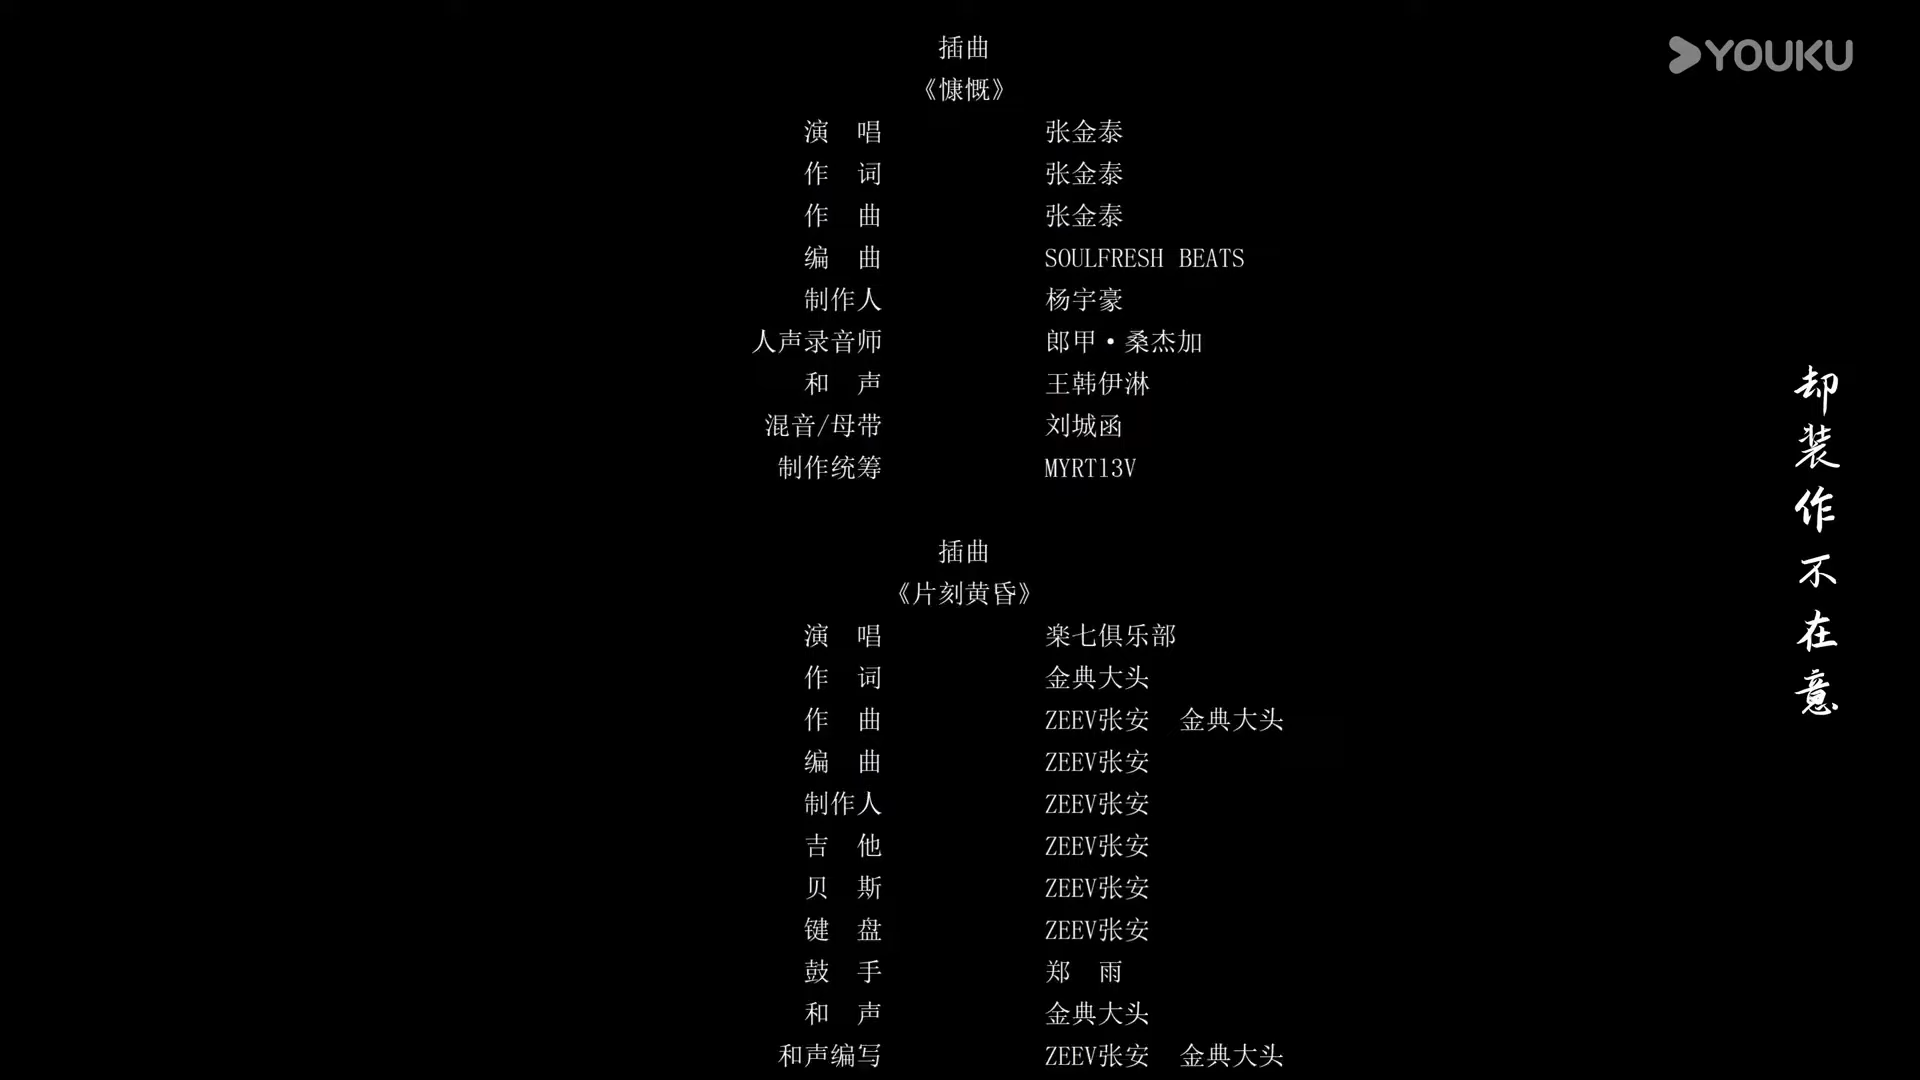 插曲
《慷慨》
演 唱 张金泰
作 词 张金泰
作 曲 张金泰
编 曲 SOULFRESH BEATS
制作人 杨宇豪
人声录音师 郎甲·桑杰加
和 声 王韩伊淋
混音/母带 刘城函
制作统筹 MYRT13V
插曲
《片刻黄昏》
演 唱 楽七俱乐部
作 词 金典大头
作 曲 ZEEV张安 金典大头
编 曲 ZEEV张安
制作人 ZEEV张安
吉 他 ZEEV张安
贝 斯 ZEEV张安
键 盘 ZEEV张安
鼓 手 郑 雨
和 声 金典大头
和声编写 ZEEV张安 金典大头
YOUKU
却装作不在意